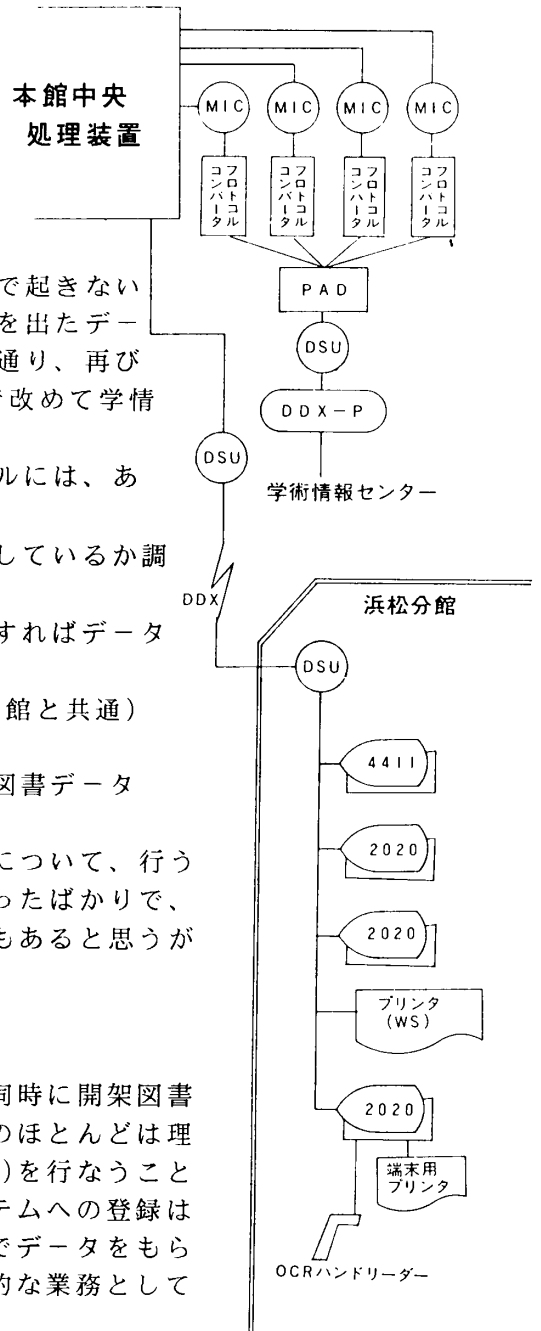 本館中央
処理装置
MIC
MIC
MIC
MIC
フロトコル
コンバータ
フロトコル
コンバータ
フロトコル
コンハータ
フロトコル
コンバータ
PAD
DSU
DDX-P
学術情報センター
で起きない
を出たデー
通り、再び
改めて学情
DSU
ルには、あ
しているか調
DDX
すればデータ
館と共通)
図書データ
について、行う
ったばかりで、
もあると思うが
同時に開架図書
のほとんどは理
)を行なうこと
テムへの登録は
でデータをもら
的な業務として
浜松分館
DSU
4411
2020
2020
プリンタ
(WS)
2020
端末用
プリンタ
OCRハンドリーダー